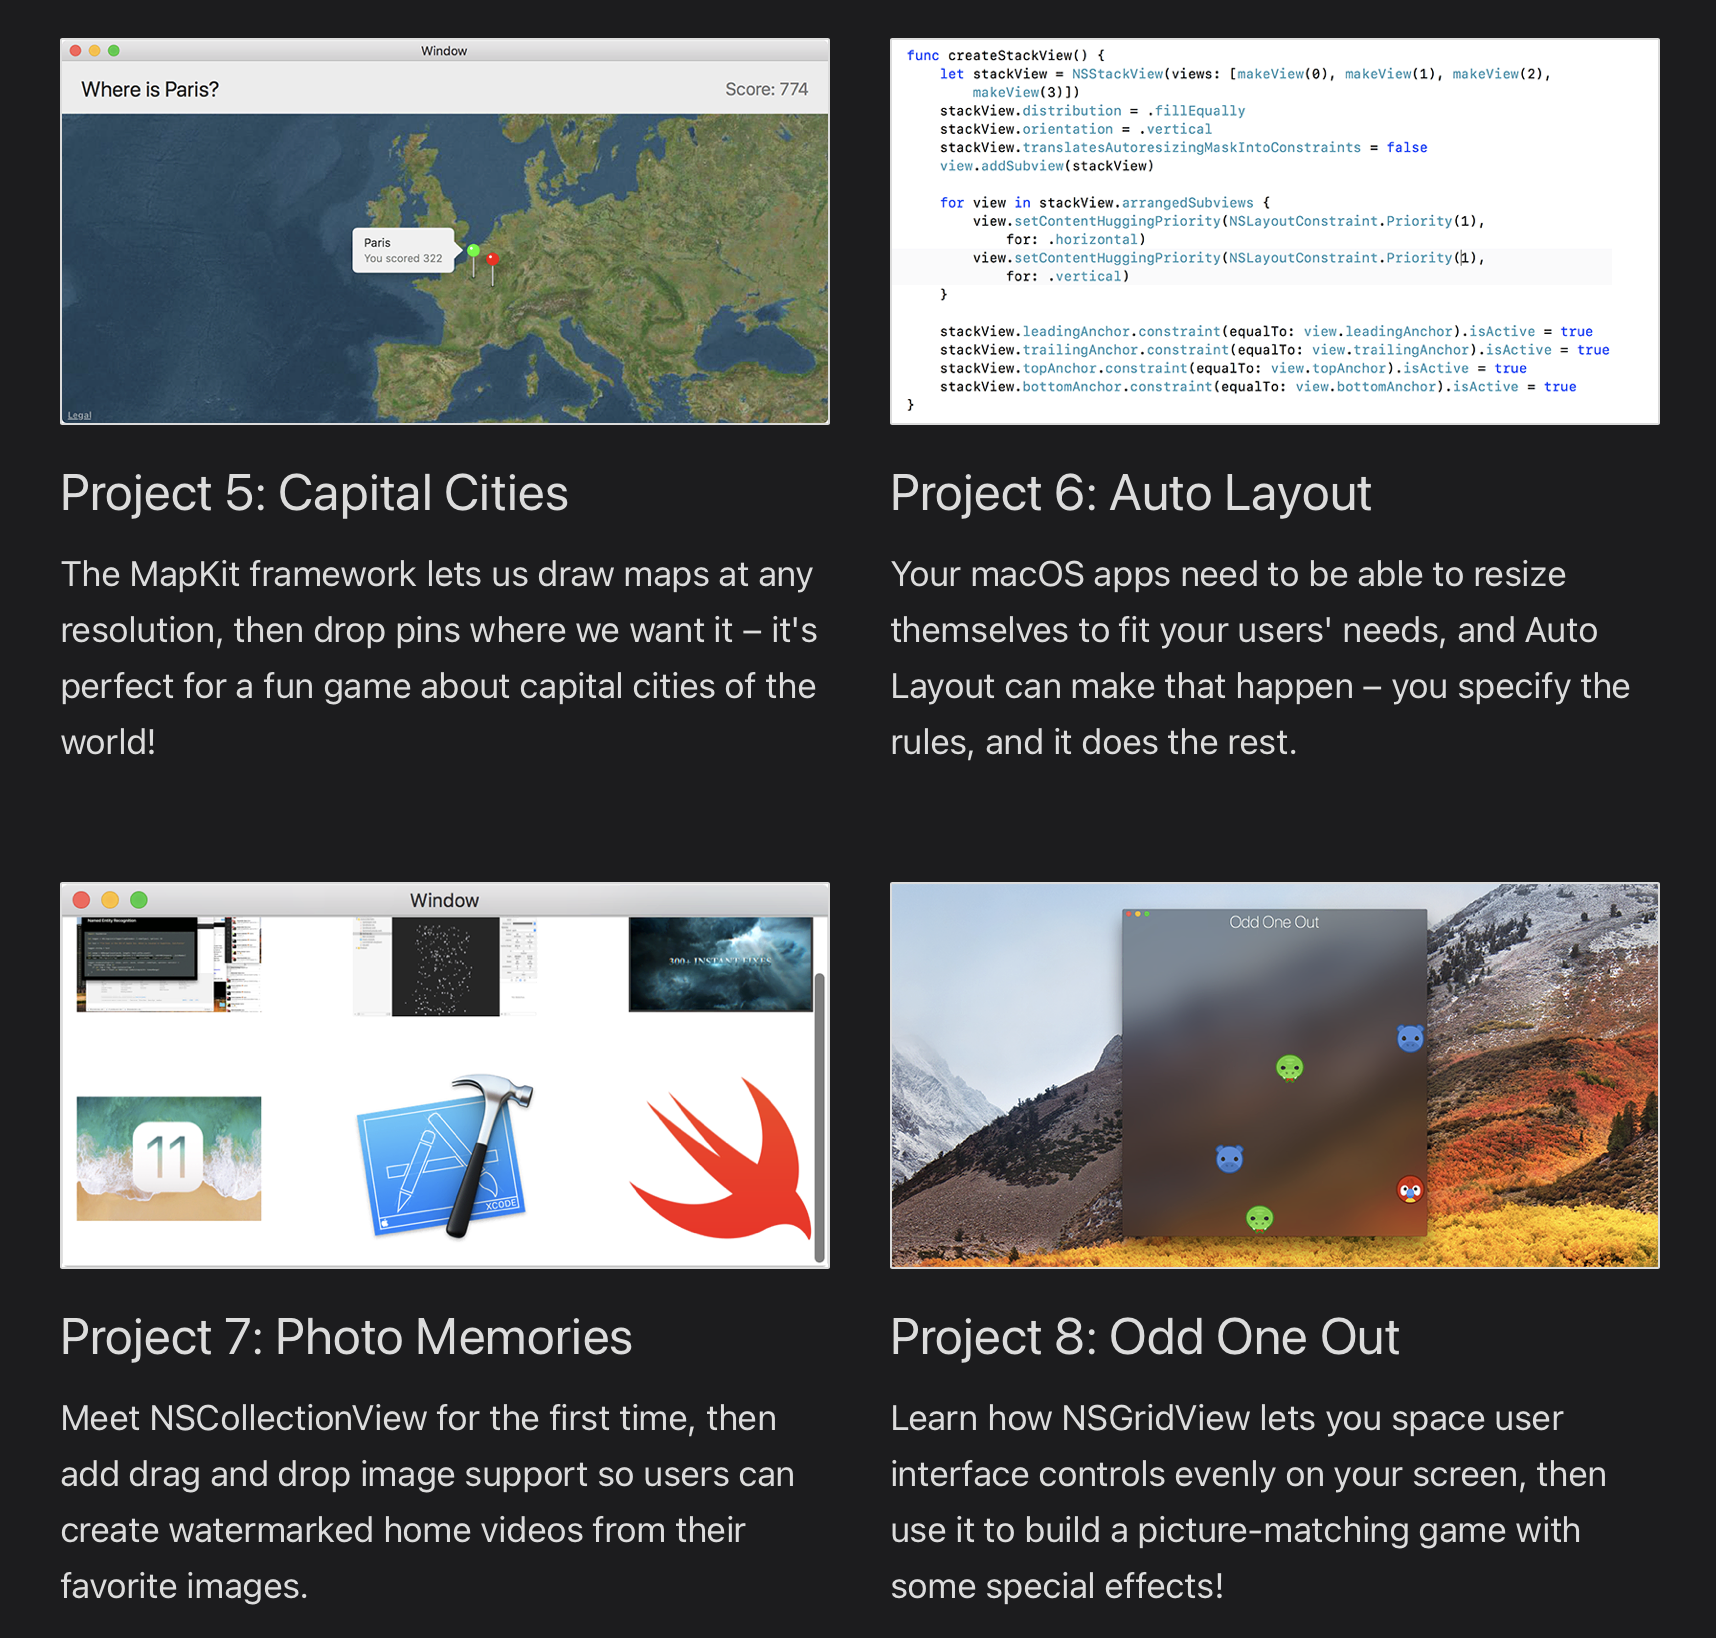 Window
Where is Paris?
Score: 774
Paris
You scored 322
Legal
func createStackView() {
let stackView = NSStackView(views: [makeView(0), makeView(1), makeView(2),
makeView(3)])
stackView.distribution = .fillEqually
stackView.orientation = .vertical
stackView.translatesAutoresizingMaskIntoConstraints = false
view.addSubview(stackView)
for view in stackView.arrangedSubviews {
view.setContentHuggingPriority(NSLayoutConstraint.Priority(1),
for: .horizontal)
view.setContentHuggingPriority(NSLayoutConstraint.Priority(1),
for: .vertical)
}
stackView.leadingAnchor.constraint(equalTo: view.leadingAnchor).isActive = true
stackView.trailingAnchor.constraint(equalTo: view.trailingAnchor).isActive = true
stackView.topAnchor.constraint(equalTo: view.topAnchor).isActive = true
stackView.bottomAnchor.constraint(equalTo: view.bottomAnchor).isActive = true
}
Project 5: Capital Cities
The MapKit framework lets us draw maps at any
resolution, then drop pins where we want it – it's
perfect for a fun game about capital cities of the
world!
Project 6: Auto Layout
Your macOS apps need to be able to resize
themselves to fit your users' needs, and Auto
Layout can make that happen – you specify the
rules, and it does the rest.
Window
Named Entity Recognition
300+ INSTANT FIXES
11
XCODE
Odd One Out
Project 7: Photo Memories
Meet NSCollectionView for the first time, then
add drag and drop image support so users can
create watermarked home videos from their
favorite images.
Project 8: Odd One Out
Learn how NSGridView lets you space user
interface controls evenly on your screen, then
use it to build a picture-matching game with
some special effects!